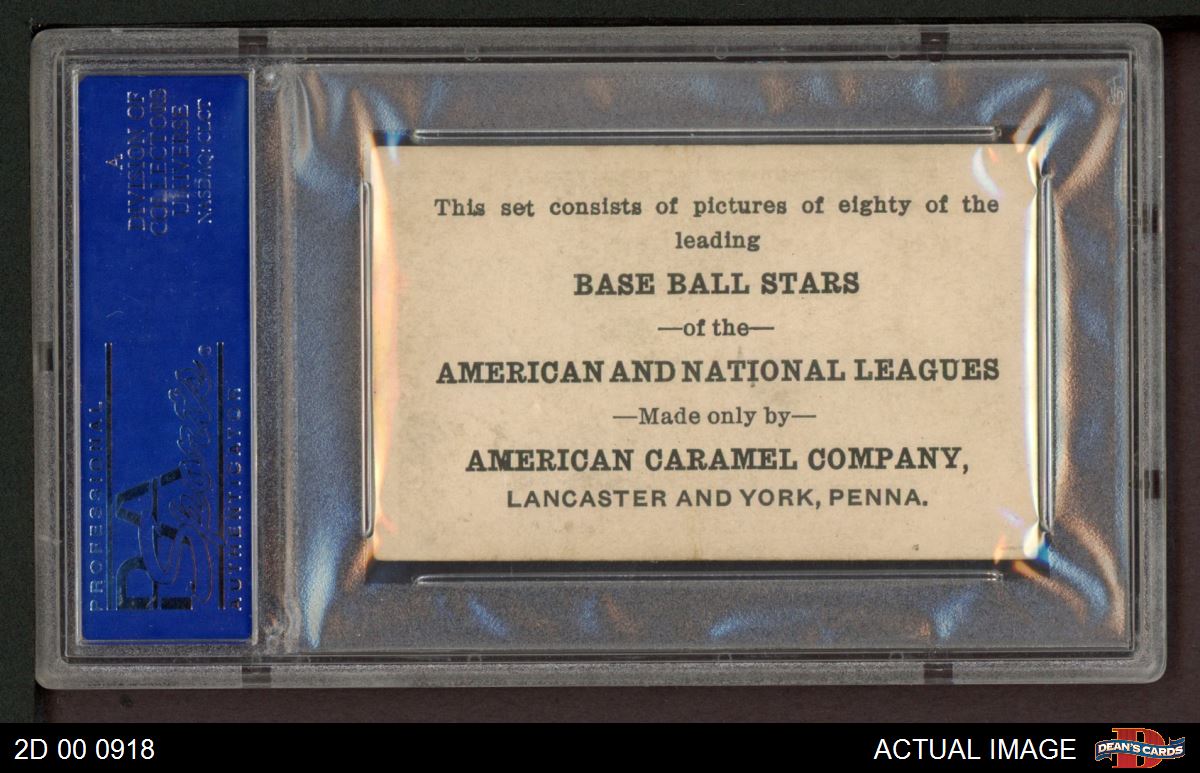 A
DIVISION OF
COLLECTORS
UNIVERSE
NASDAQ: CLCT
PROFESSIONAL
PSA
Sports
AUTHENTICATOR
This set consists of pictures of eighty of the
leading
BASE BALL STARS
—of the—
AMERICAN AND NATIONAL LEAGUES
—Made only by—
AMERICAN CARAMEL COMPANY,
LANCASTER AND YORK, PENNA.
2D 00 0918
ACTUAL IMAGE
D
DEAN'S CARDS